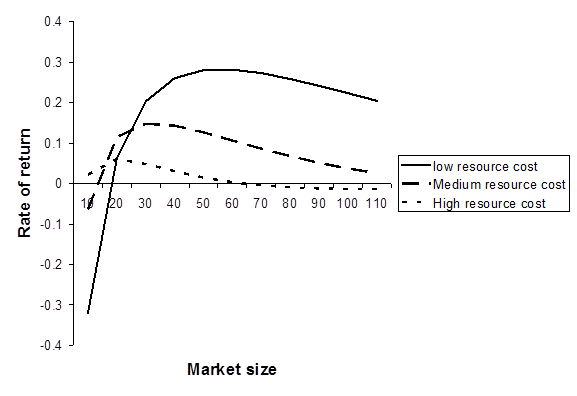 0.4
0.3
0.2
0.1
0
-0.1
-0.2
-0.3
-0.4
Rate of return
10 20 30 40 50 60 70 80 90 100 110
Market size
low resource cost
Medium resource cost
High resource cost